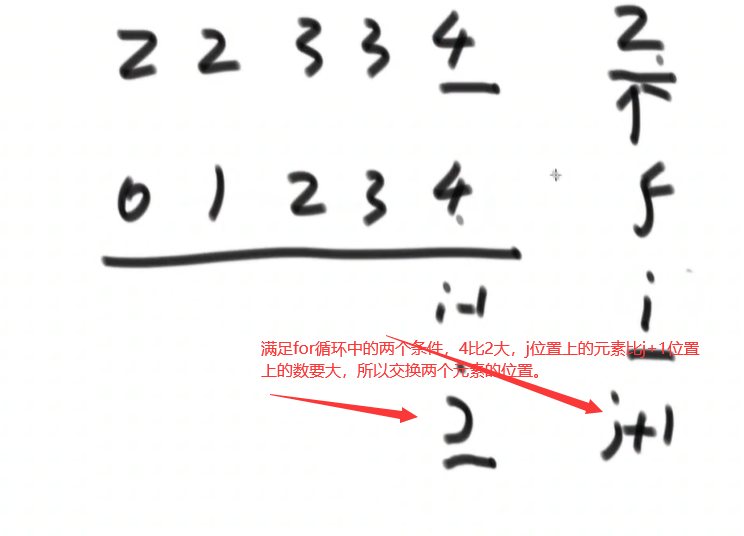 2 2 3 3 4 2
0 1 2 3 4 5
i-1 i
满足for循环中的两个条件，4比2大，j位置上的元素比j+1位置
上的数要大，所以交换两个元素的位置。
j+1